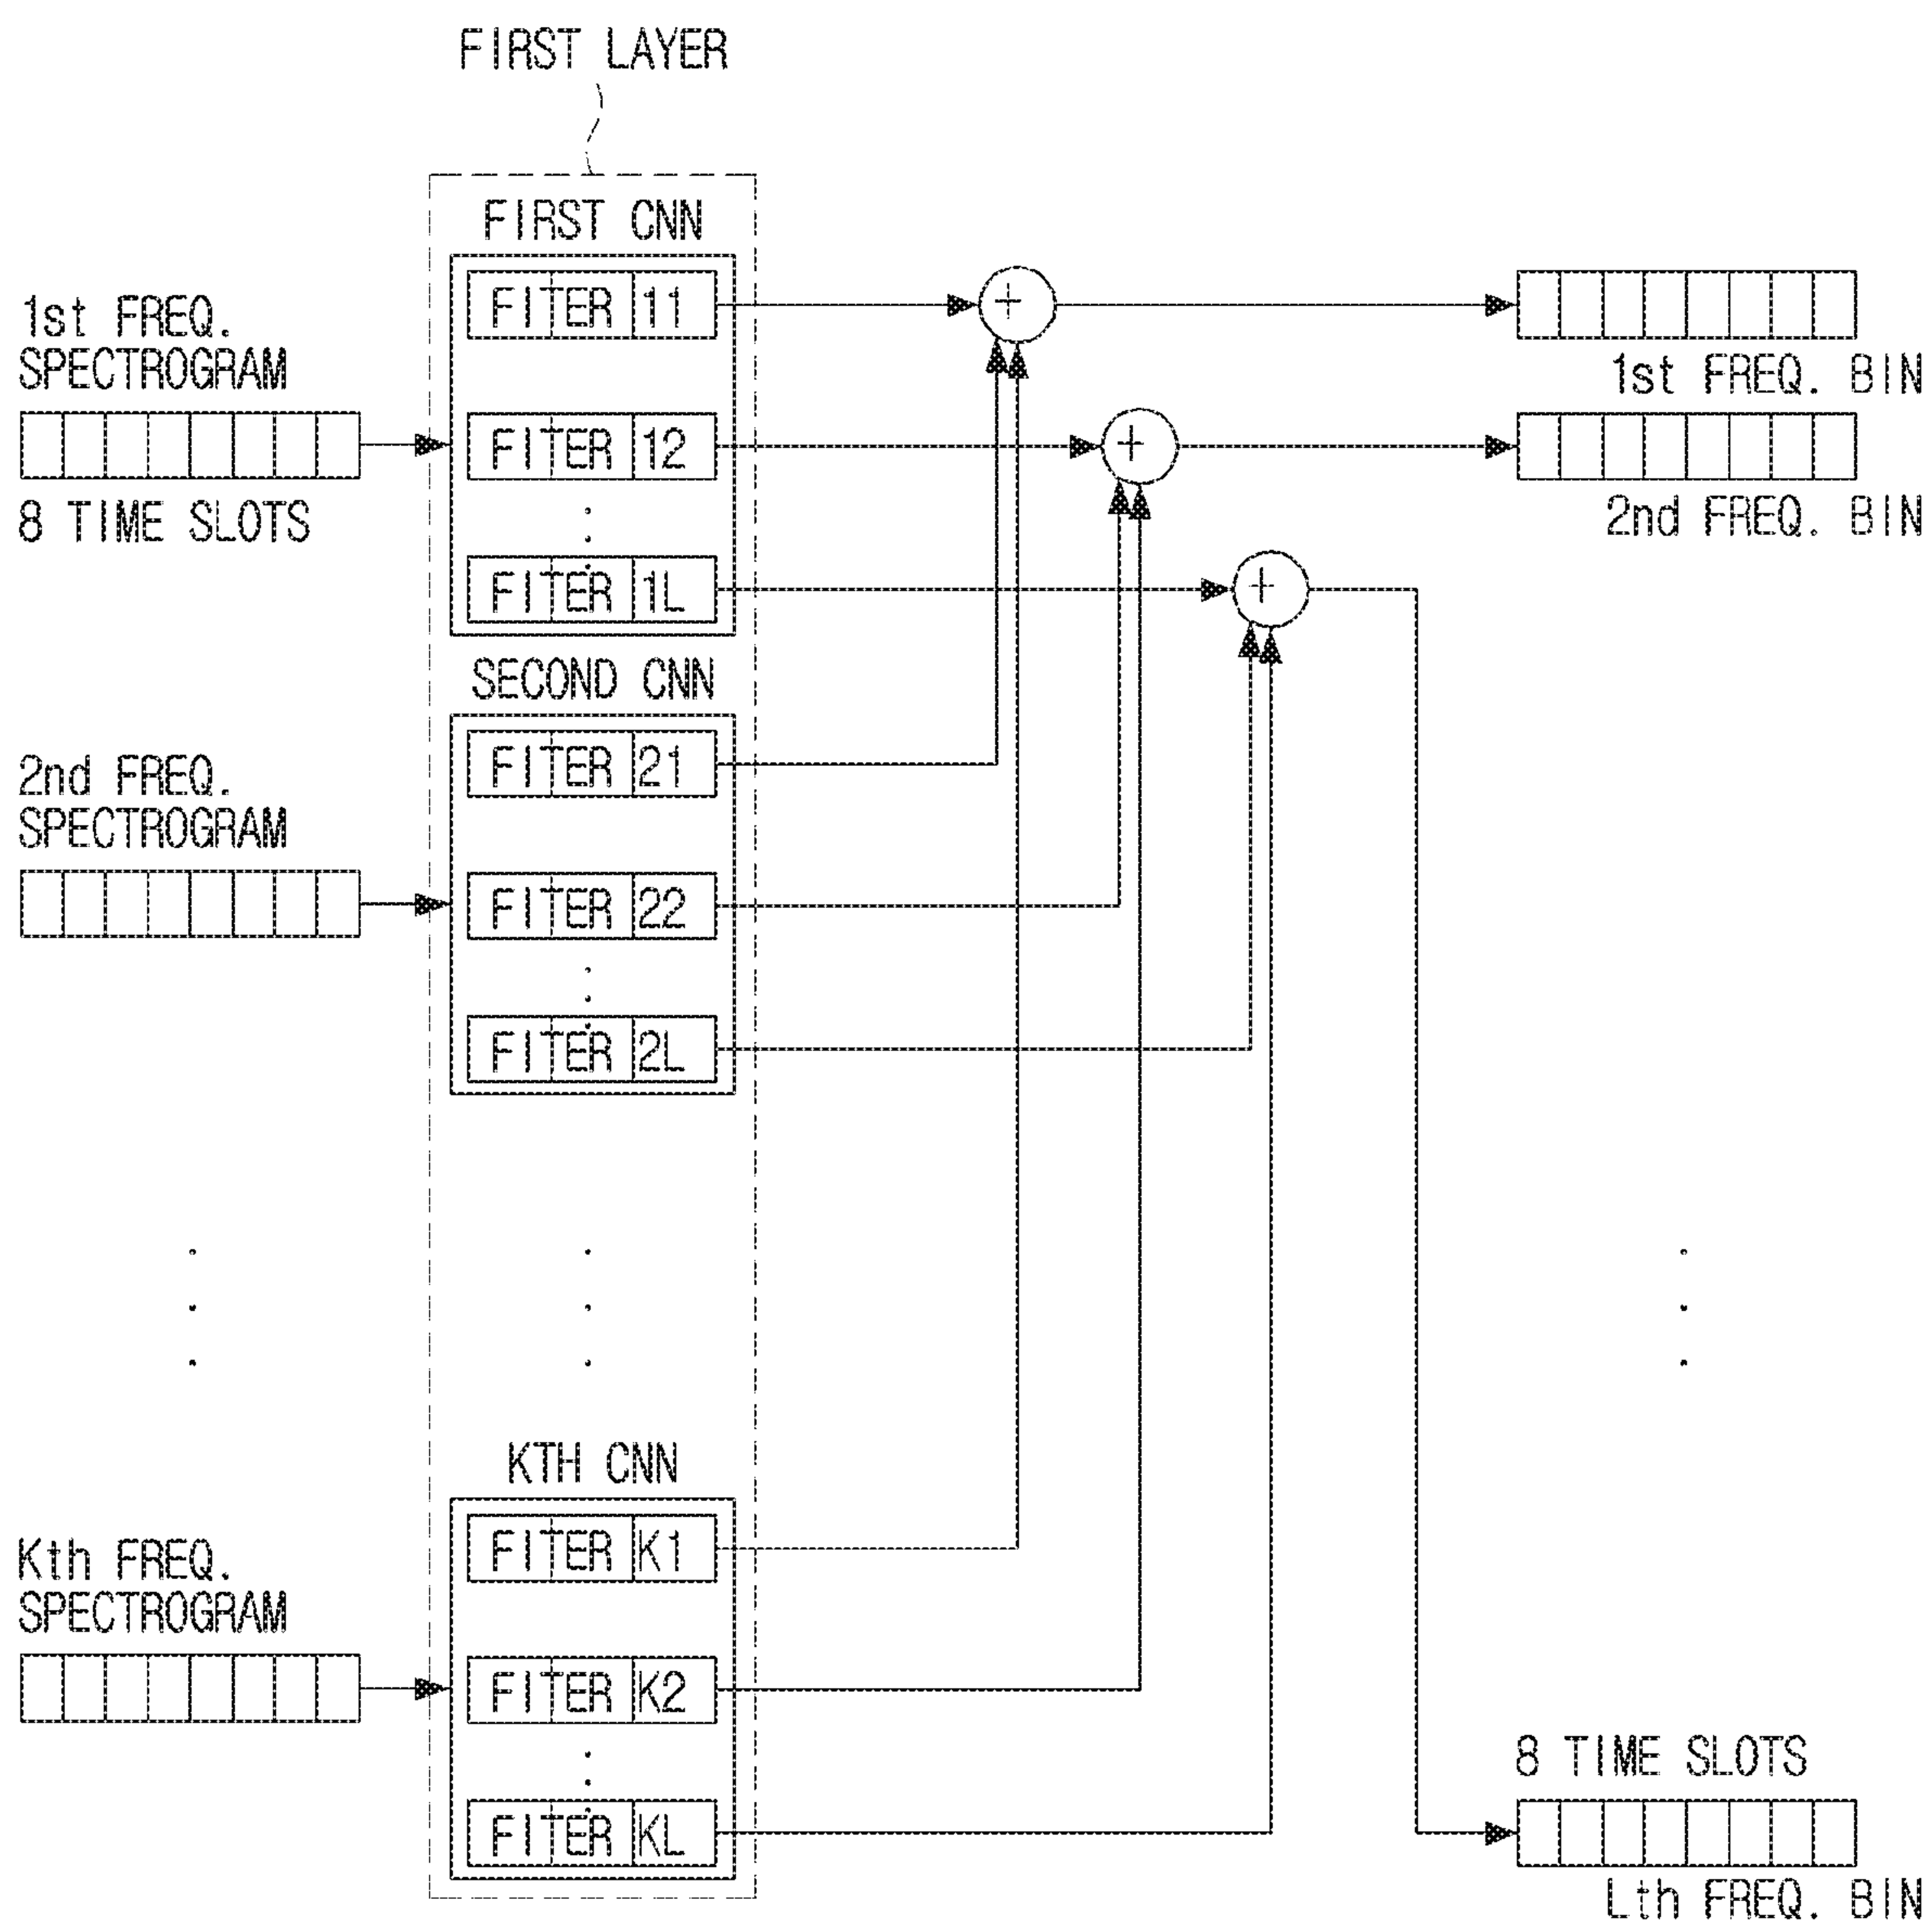 FIRST LAYER
FIRST CNN
FITER 11
1st FREQ.
SPECTROGRAM
FITER 12
8 TIME SLOTS
FITER 1L
1st FREQ. BIN
2nd FREQ. BIN
SECOND CNN
FITER 21
2nd FREQ.
SPECTROGRAM
FITER 22
FITER 2L
KTH CNN
FITER K1
Kth FREQ.
SPECTROGRAM
FITER K2
FITER KL
8 TIME SLOTS
Lth FREQ. BIN
+
+
+